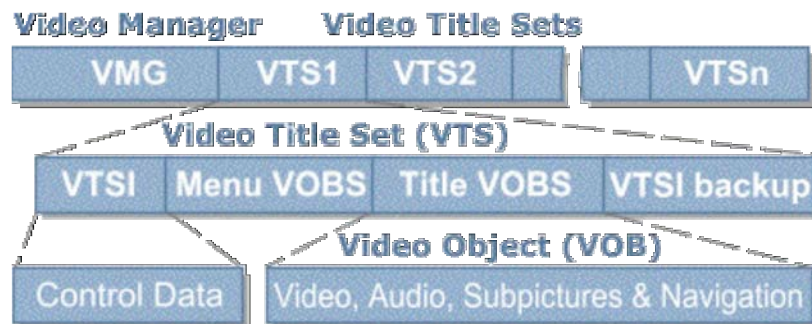 Video Manager Video Title Sets
VMG VTS1 VTS2 VTSn
Video Title Set (VTS)
VTSI Menu VOBS Title VOBS VTSI backup
Video Object (VOB)
Control Data Video, Audio, Subpictures & Navigation